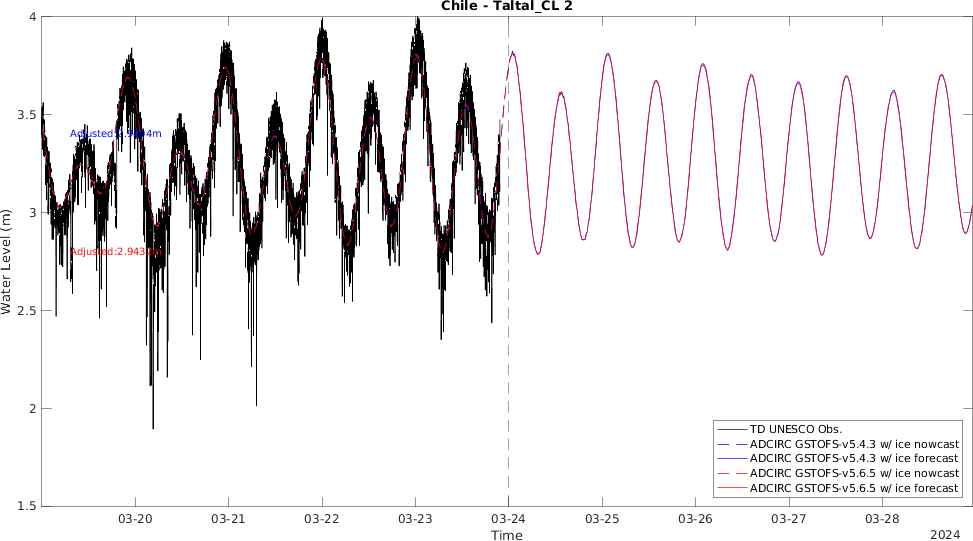 Chile - Taltal_CL 2
Water Level (m)
4
3.5
3
2.5
2
1.5
Adjusted:2.9431m
TD UNESCO Obs.
ADCIRC GSTOFS-v5.4.3 w/ ice nowcast
ADCIRC GSTOFS-v5.4.3 w/ ice forecast
ADCIRC GSTOFS-v5.6.5 w/ ice nowcast
ADCIRC GSTOFS-v5.6.5 w/ ice forecast
03-20 03-21 03-22 03-23 03-24 03-25 03-26 03-27 03-28
Time
2024